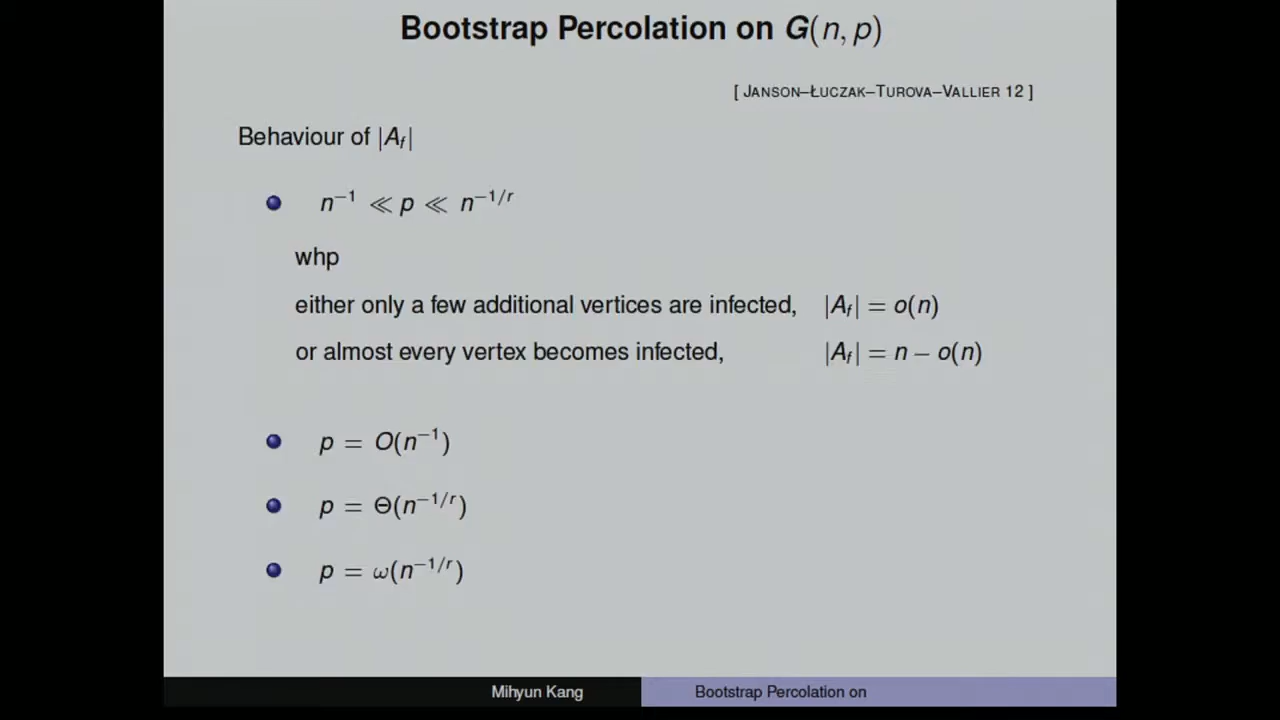 Bootstrap Percolation on G(n, p)
[ JANSON–ŁUCZAK–TUROVA–VALLIER 12 ]
Behaviour of |A_f|
n^{-1} ≪ p ≪ n^{-1/r}
whp
either only a few additional vertices are infected, |A_f| = o(n)
or almost every vertex becomes infected, |A_f| = n − o(n)
p = O(n^{-1})
p = Θ(n^{-1/r})
p = ω(n^{-1/r})
Mihyun Kang Bootstrap Percolation on